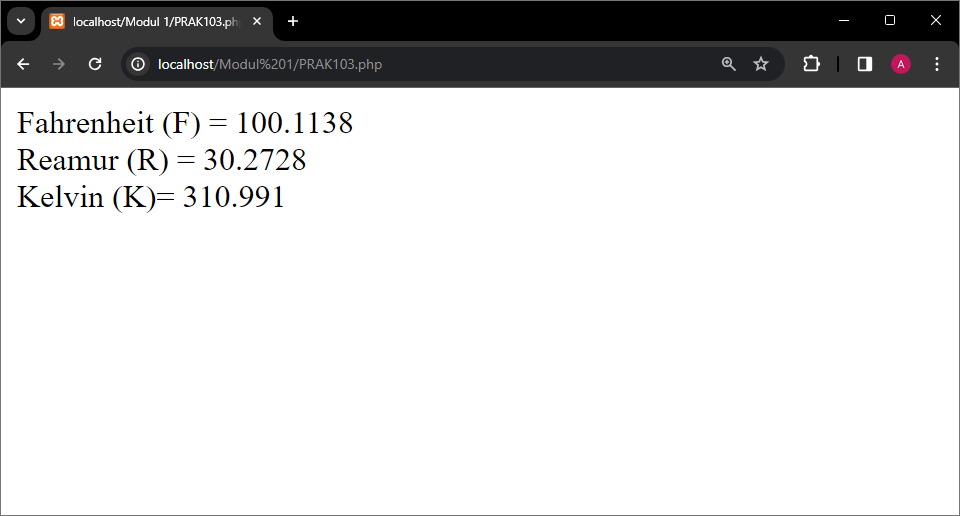 localhost/Modul 1/PRAK103.ph
localhost/Modul%201/PRAK103.php
A
Fahrenheit (F) = 100.1138
Reamur (R) = 30.2728
Kelvin (K)= 310.991